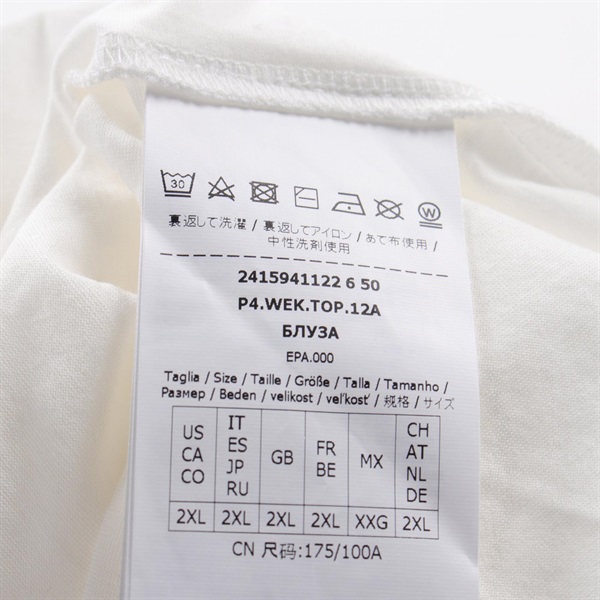 30
W
裏返して洗濯 / 裏返してアイロン / あて布使用 /
中性洗剤使用
2415941122 6 50
P4.WEK.TOP.12A
БЛУЗА
EPA.000
Taglia / Size / Taille / Größe / Talla / Tamanho /
Размер / Beden / velikost / veľkosť / 规格 / サイズ
US CA CO
IT ES JP RU
GB
FR BE
MX
CH AT NL DE
2XL 2XL 2XL 2XL XXG 2XL
CN 尺码:175/100A